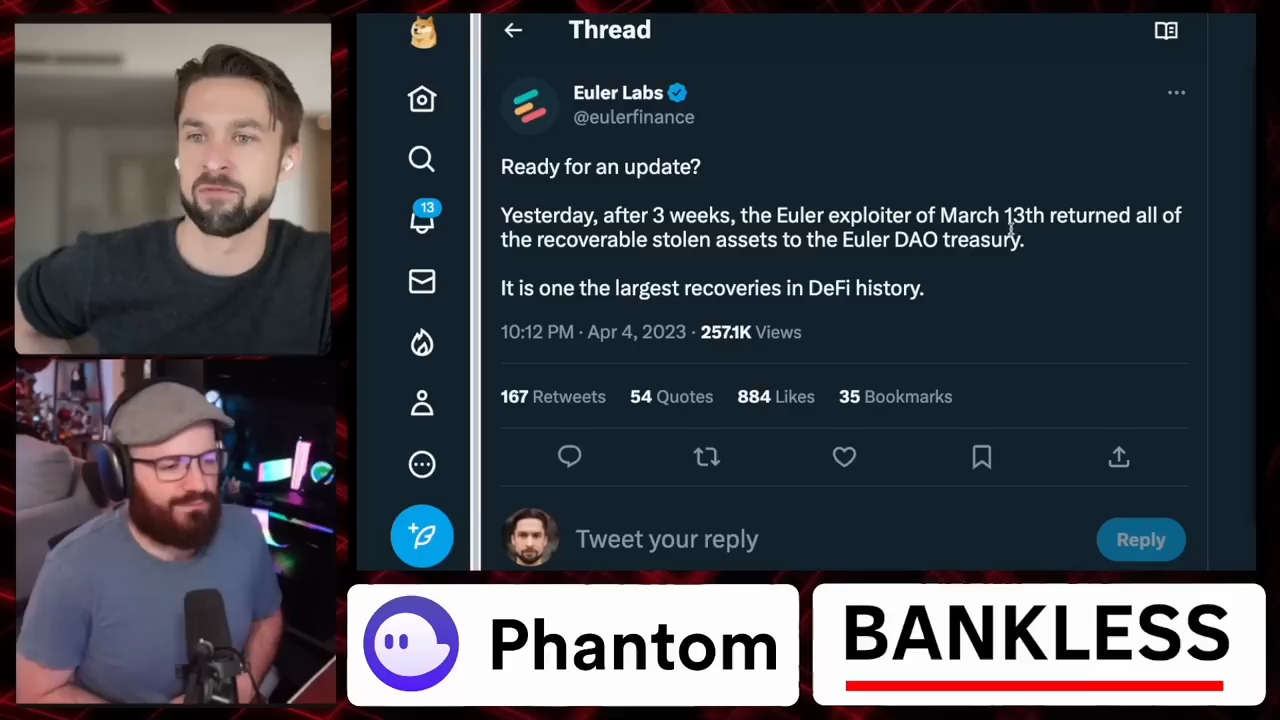 Thread
Euler Labs
@eulerfinance
Ready for an update?
Yesterday, after 3 weeks, the Euler exploiter of March 13th returned all of
the recoverable stolen assets to the Euler DAO treasury.
It is one the largest recoveries in DeFi history.
10:12 PM · Apr 4, 2023 · 257.1K Views
167 Retweets 54 Quotes 884 Likes 35 Bookmarks
13
Tweet your reply
Reply
Phantom
BANKLESS